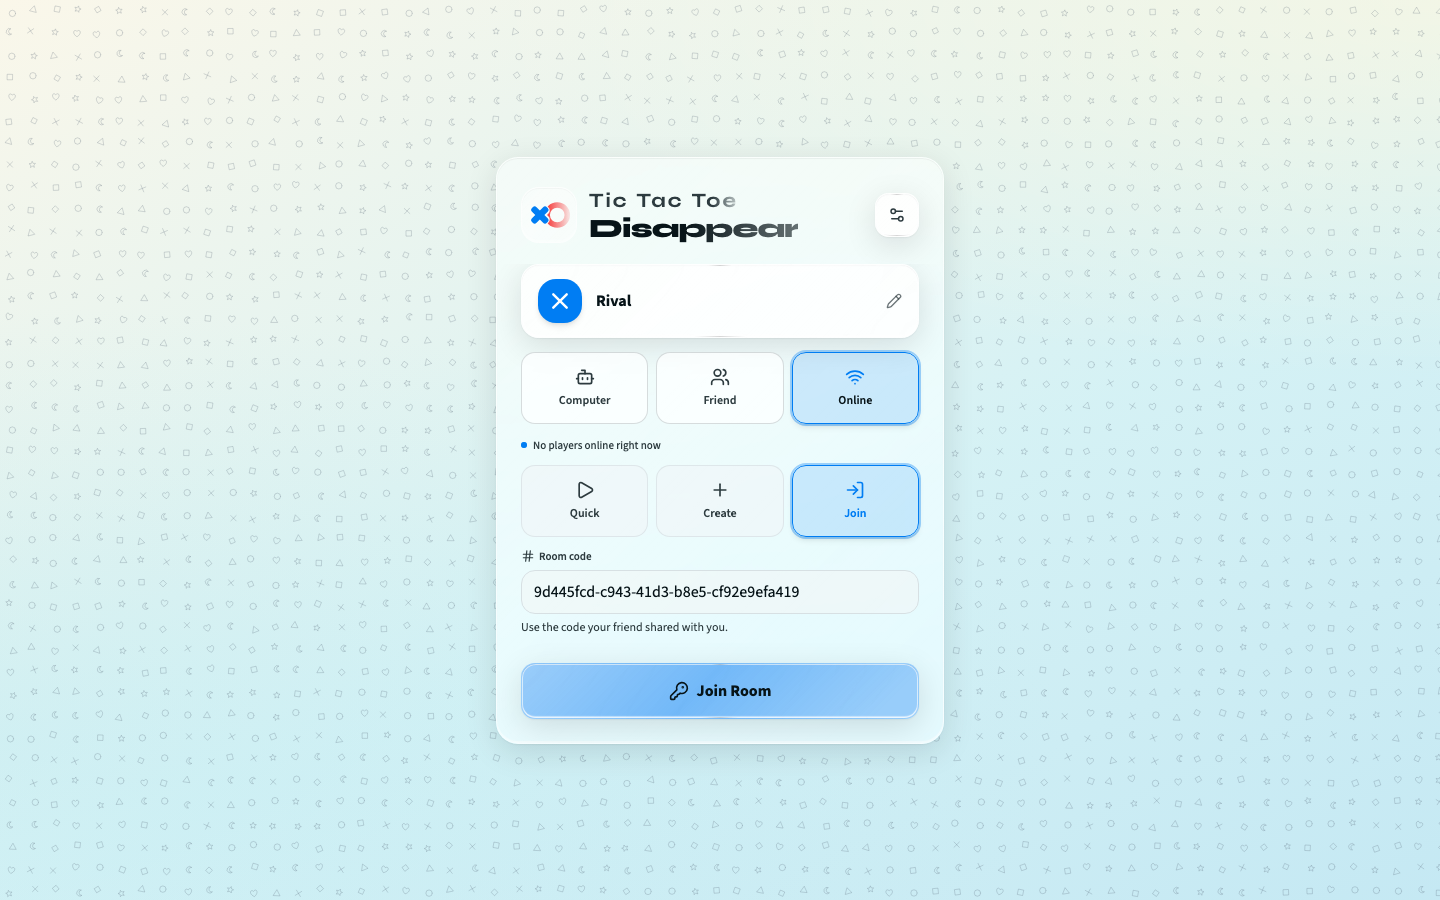 Tic Tac Toe
Disappear
Rival
Computer
Friend
Online
No players online right now
Quick
Create
Join
Room code
9d445fcd-c943-41d3-b8e5-cf92e9efa419
Use the code your friend shared with you.
Join Room